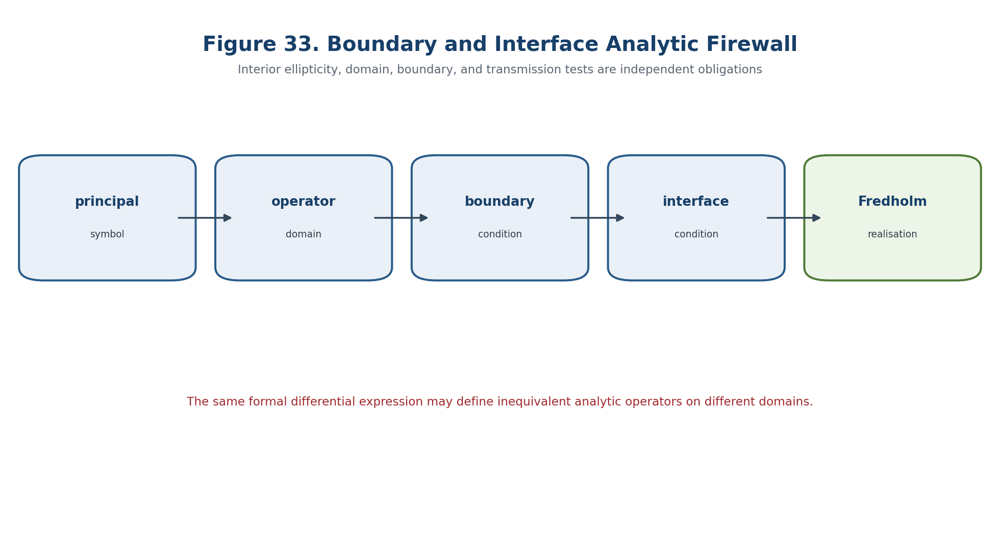 Figure 33. Boundary and Interface Analytic Firewall
Interior ellipticity, domain, boundary, and transmission tests are independent obligations
principal
symbol
operator
domain
boundary
condition
interface
condition
Fredholm
realisation
The same formal differential expression may define inequivalent analytic operators on different domains.